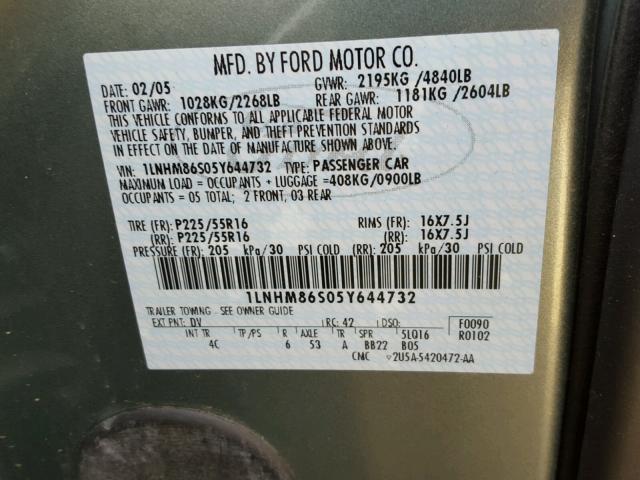 MFD. BY FORD MOTOR CO.
DATE: 02/05 GVWR: 2195KG /4840LB
FRONT GAWR: 1028KG/2268LB REAR GAWR: 1181KG /2604LB
THIS VEHICLE CONFORMS TO ALL APPLICABLE FEDERAL MOTOR
VEHICLE SAFETY, BUMPER, AND THEFT PREVENTION STANDARDS
IN EFFECT ON THE DATE OF MANUFACTURE SHOWN ABOVE.
VIN: 1LNHM86S05Y644732 TYPE: PASSENGER CAR
MAXIMUM LOAD = OCCUPANTS + LUGGAGE =408KG/0900LB
OCCUPANTS = 05 TOTAL; 2 FRONT, 03 REAR
TIRE (FR): P225/55R16 RIMS (FR): 16X7.5J
(RR): P225/55R16 (RR): 16X7.5J
PRESSURE (FR): 205 kPa/30 PSI COLD (RR): 205 kPa/30 PSI COLD
1LNHM86S05Y644732
TRAILER TOWING - SEE OWNER GUIDE
EXT PNT: DV RC: 42 DSO: F0090
INT TR TP/PS R AXLE TR SPR 5LQ16 R0102
4C 6 53 A BB22 B05
CMC 2U5A-5420472-AA